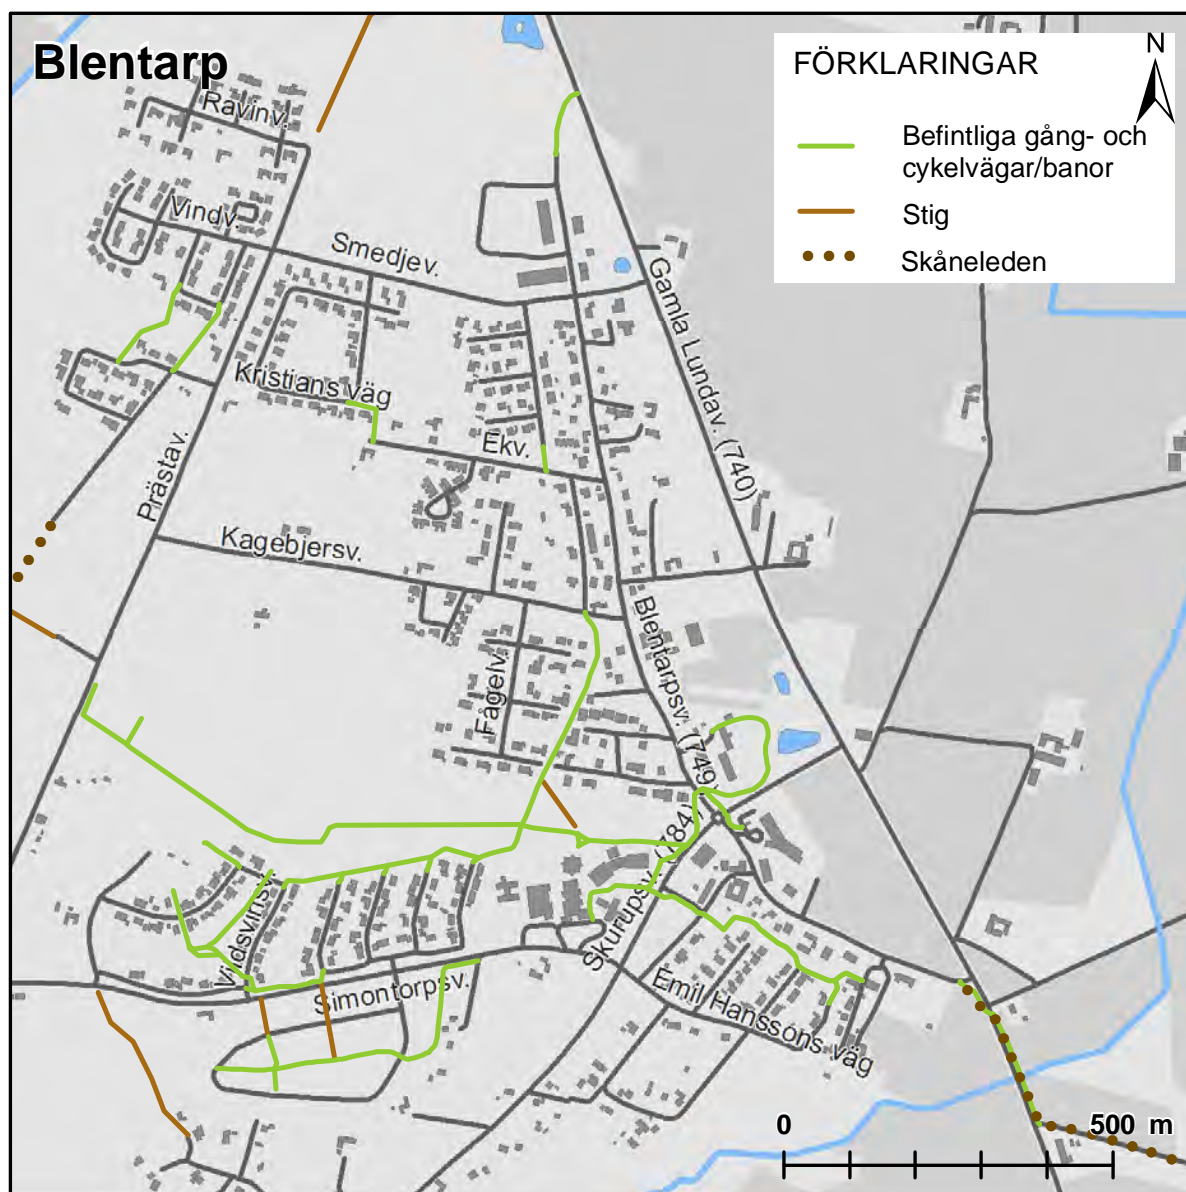 Blentarp
FÖRKLARINGAR
N
Befintliga gång- och
cykelvägar/banor
Stig
Skåneleden
Ravinv.
Vindv.
Smedjev.
Gamla Lundav. (740)
Kristians väg
Ekv.
Prästav.
Kagebjersv.
Blentarpsv. (749)
Fågelv.
Skurupsv. (784)
Vildsvinsv.
Simontorpsv.
Emil Hanssons väg
0
500 m